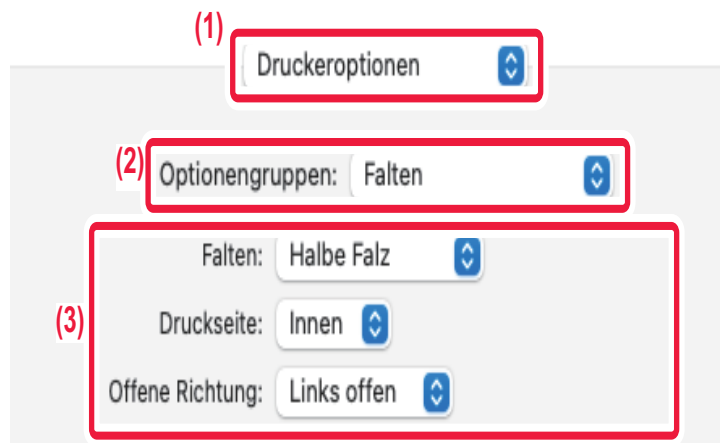 (1)
Druckeroptionen
(2) Optionengruppen: Falten
Falten: Halbe Falz
(3) Druckseite: Innen
Offene Richtung: Links offen